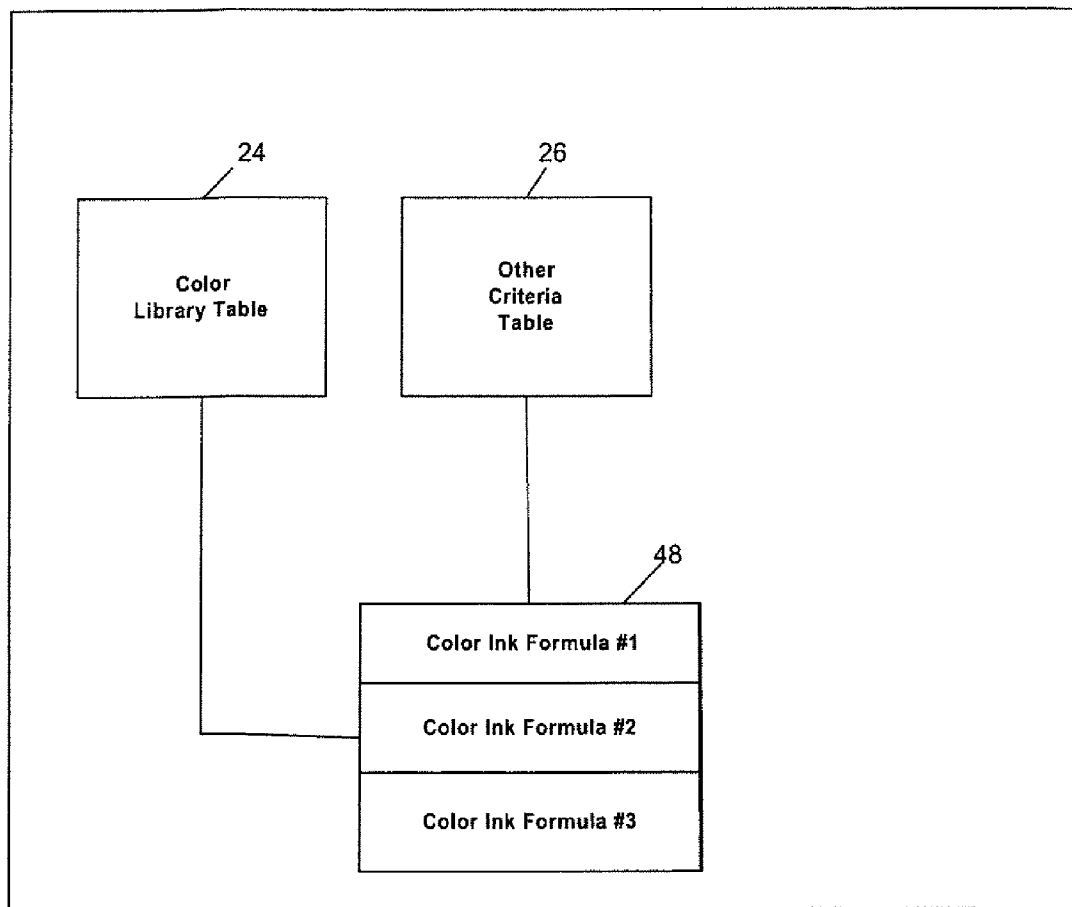 24
26
Color
Library Table
Other
Criteria
Table
48
Color Ink Formula #1
Color Ink Formula #2
Color Ink Formula #3